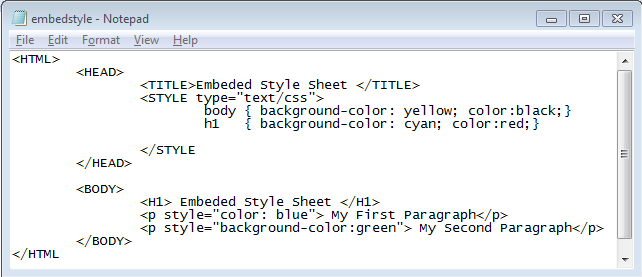 embedstyle - Notepad
File Edit Format View Help
<HTML>
<HEAD>
<TITLE>Embeded Style Sheet </TITLE>
<STYLE type="text/css">
body { background-color: yellow; color:black;}
h1 { background-color: cyan; color:red;}
</STYLE
</HEAD>
<BODY>
<H1> Embeded Style Sheet </H1>
<p style="color: blue"> My First Paragraph</p>
<p style="background-color:green"> My Second Paragraph</p>
</BODY>
</HTML